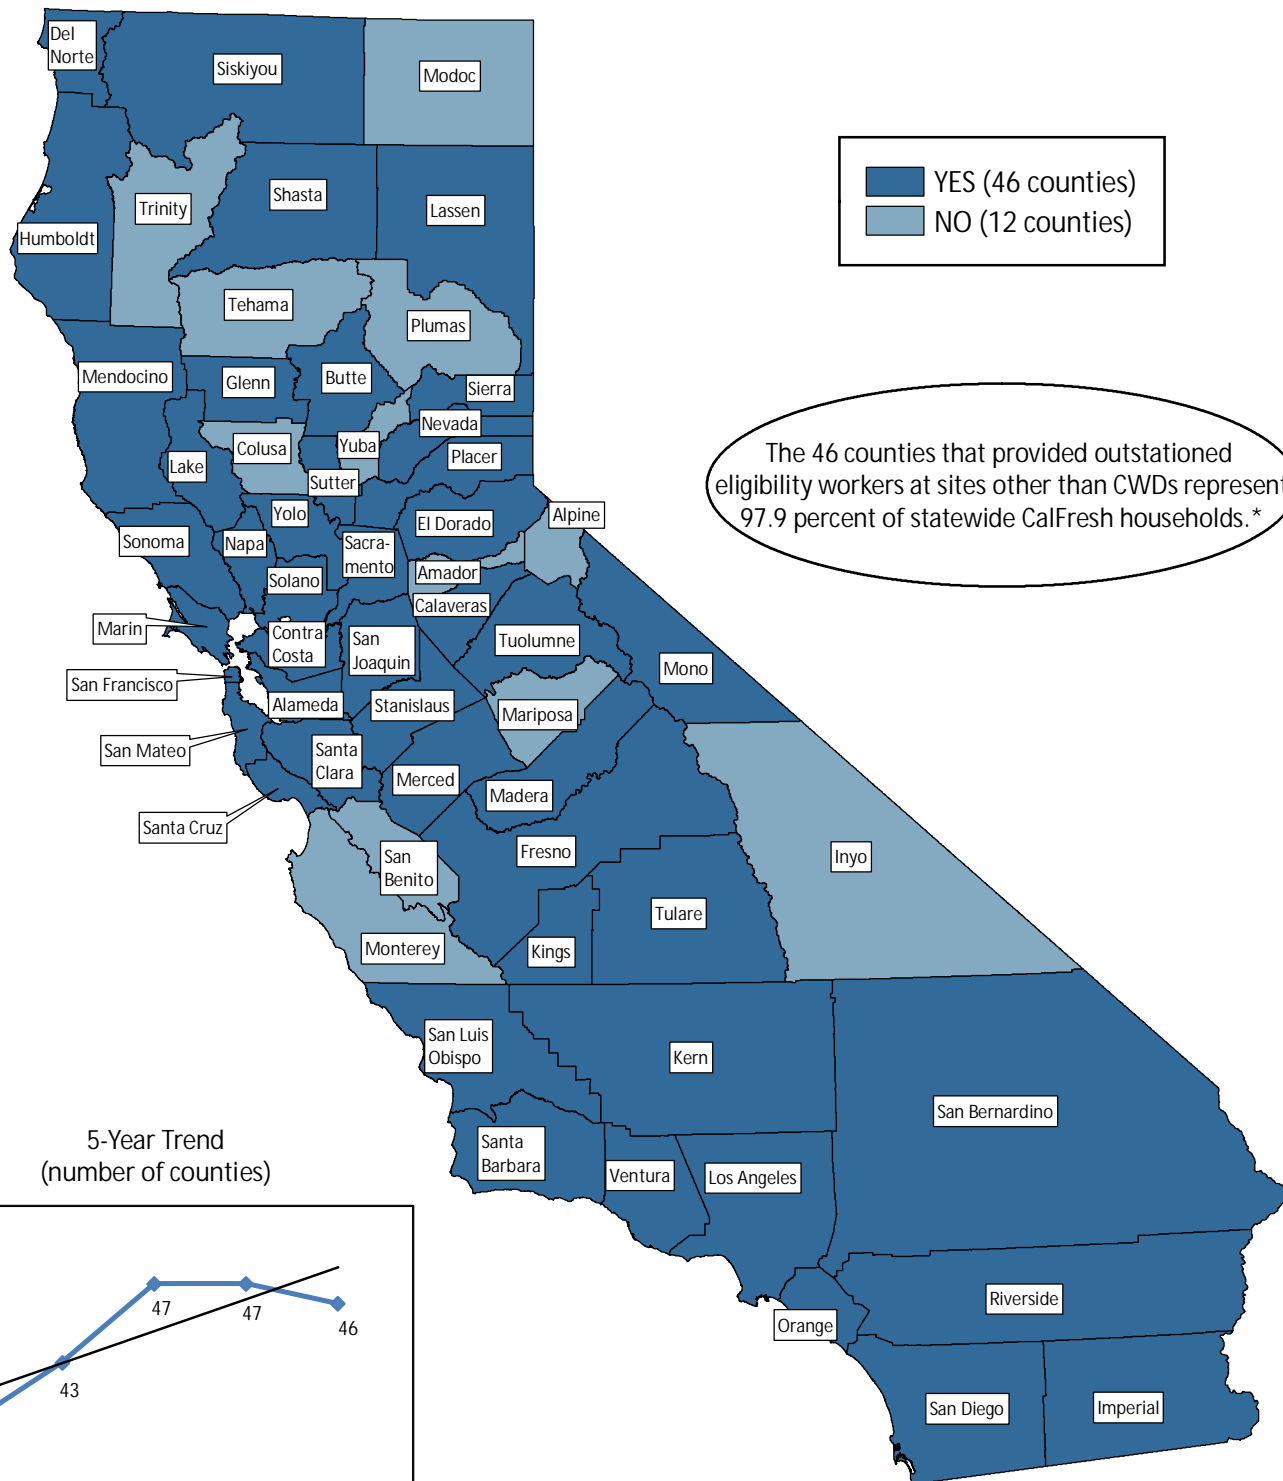 Del
Norte
Siskiyou
Modoc
YES (46 counties)
NO (12 counties)
Trinity
Shasta
Lassen
Humboldt
Tehama
Plumas
Mendocino
Glenn
Butte
Sierra
Nevada
Colusa
Yuba
Placer
Lake
Sutter
The 46 counties that provided outstationed
eligibility workers at sites other than CWDs represent
97.9 percent of statewide CalFresh households.*
Yolo
El Dorado
Alpine
Sonoma
Napa
Sacra-
mento
Solano
Amador
Calaveras
Marin
Contra
Costa
San
Joaquin
Tuolumne
Mono
San Francisco
Alameda
Stanislaus
Mariposa
San Mateo
Santa
Clara
Merced
Madera
Santa Cruz
San
Benito
Fresno
Inyo
Tulare
Monterey
Kings
San Luis
Obispo
Kern
San Bernardino
5-Year Trend
(number of counties)
Santa
Barbara
Ventura
Los Angeles
47
47
46
43
Riverside
Orange
San Diego
Imperial